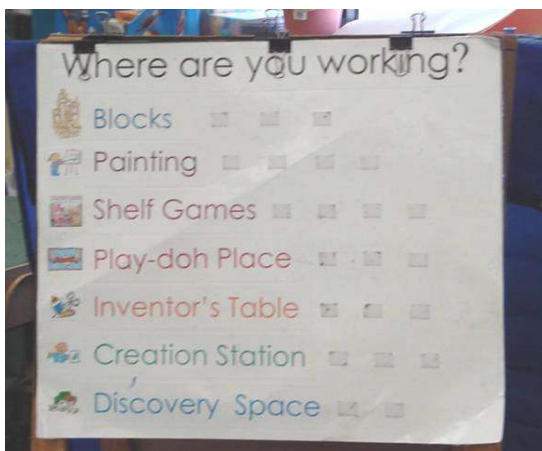 Where are you working?
Blocks
Painting
Shelf Games
Play-doh Place
Inventor's Table
Creation Station
Discovery Space